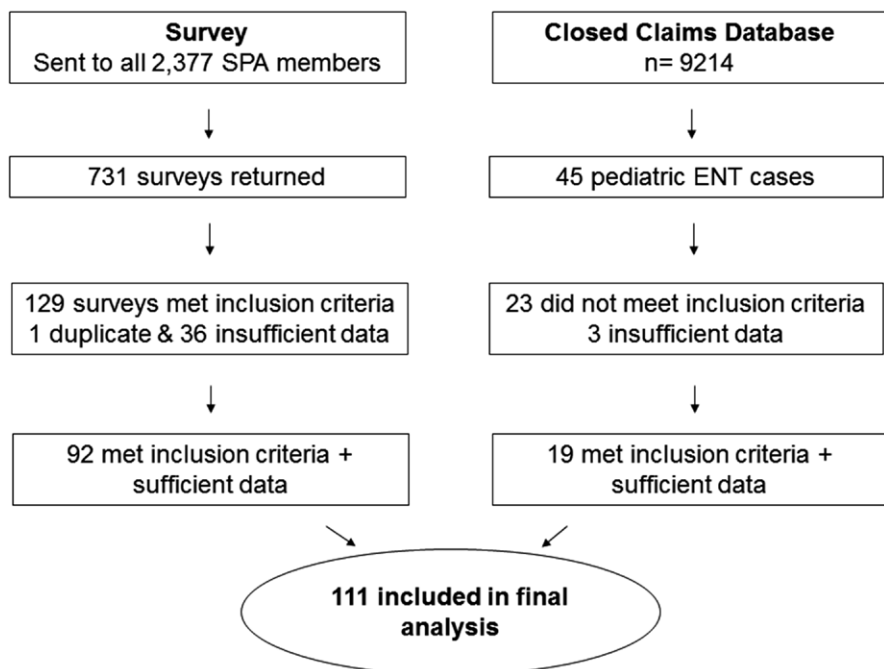 Survey
Sent to all 2,377 SPA members
731 surveys returned
129 surveys met inclusion criteria
1 duplicate & 36 insufficient data
92 met inclusion criteria +
sufficient data
Closed Claims Database
n= 9214
45 pediatric ENT cases
23 did not meet inclusion criteria
3 insufficient data
19 met inclusion criteria +
sufficient data
111 included in final
analysis